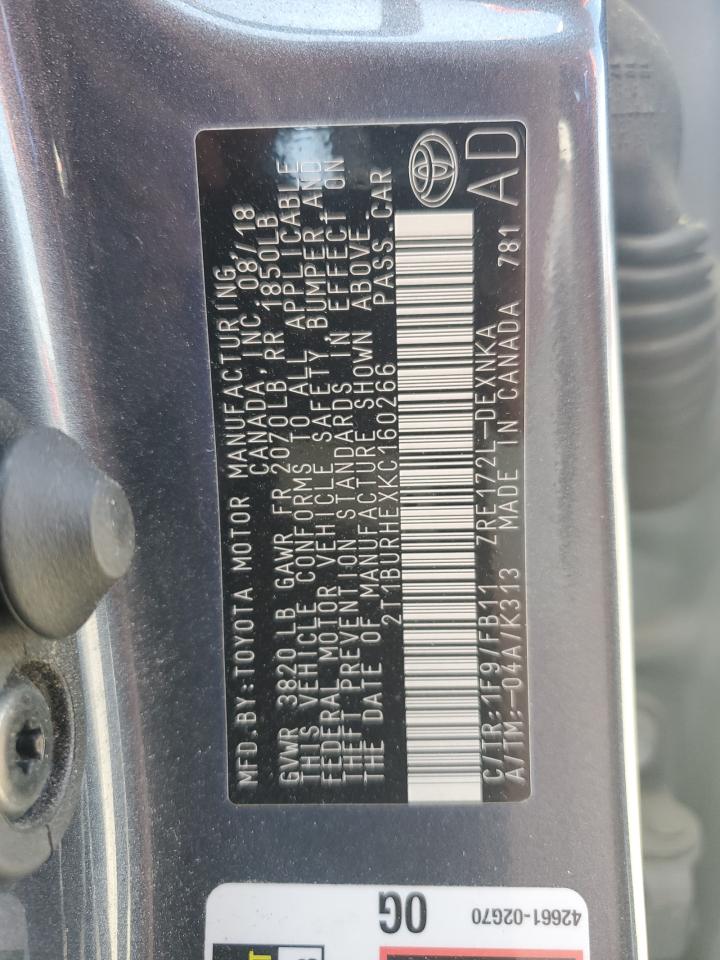 MFD.BY:TOYOTA MOTOR MANUFACTURING
CANADA,INC 08/18
GVWR 3820 LB GAWR FR 2070LB,RR 1850LB
THIS VEHICLE CONFORMS TO ALL APPLICABLE
FEDERAL MOTOR VEHICLE SAFETY,BUMPER AND
THEFT PREVENTION STANDARDS IN EFFECT ON
THE DATE OF MANUFACTURE SHOWN ABOVE
2T1BURHEXKC160266 PASS.CAR
C/TR:1F9/FB11 ZRE172L-DEXNKA
A/TM:-04A/K313 MADE IN CANADA 781
AD
0G
42661-02G70